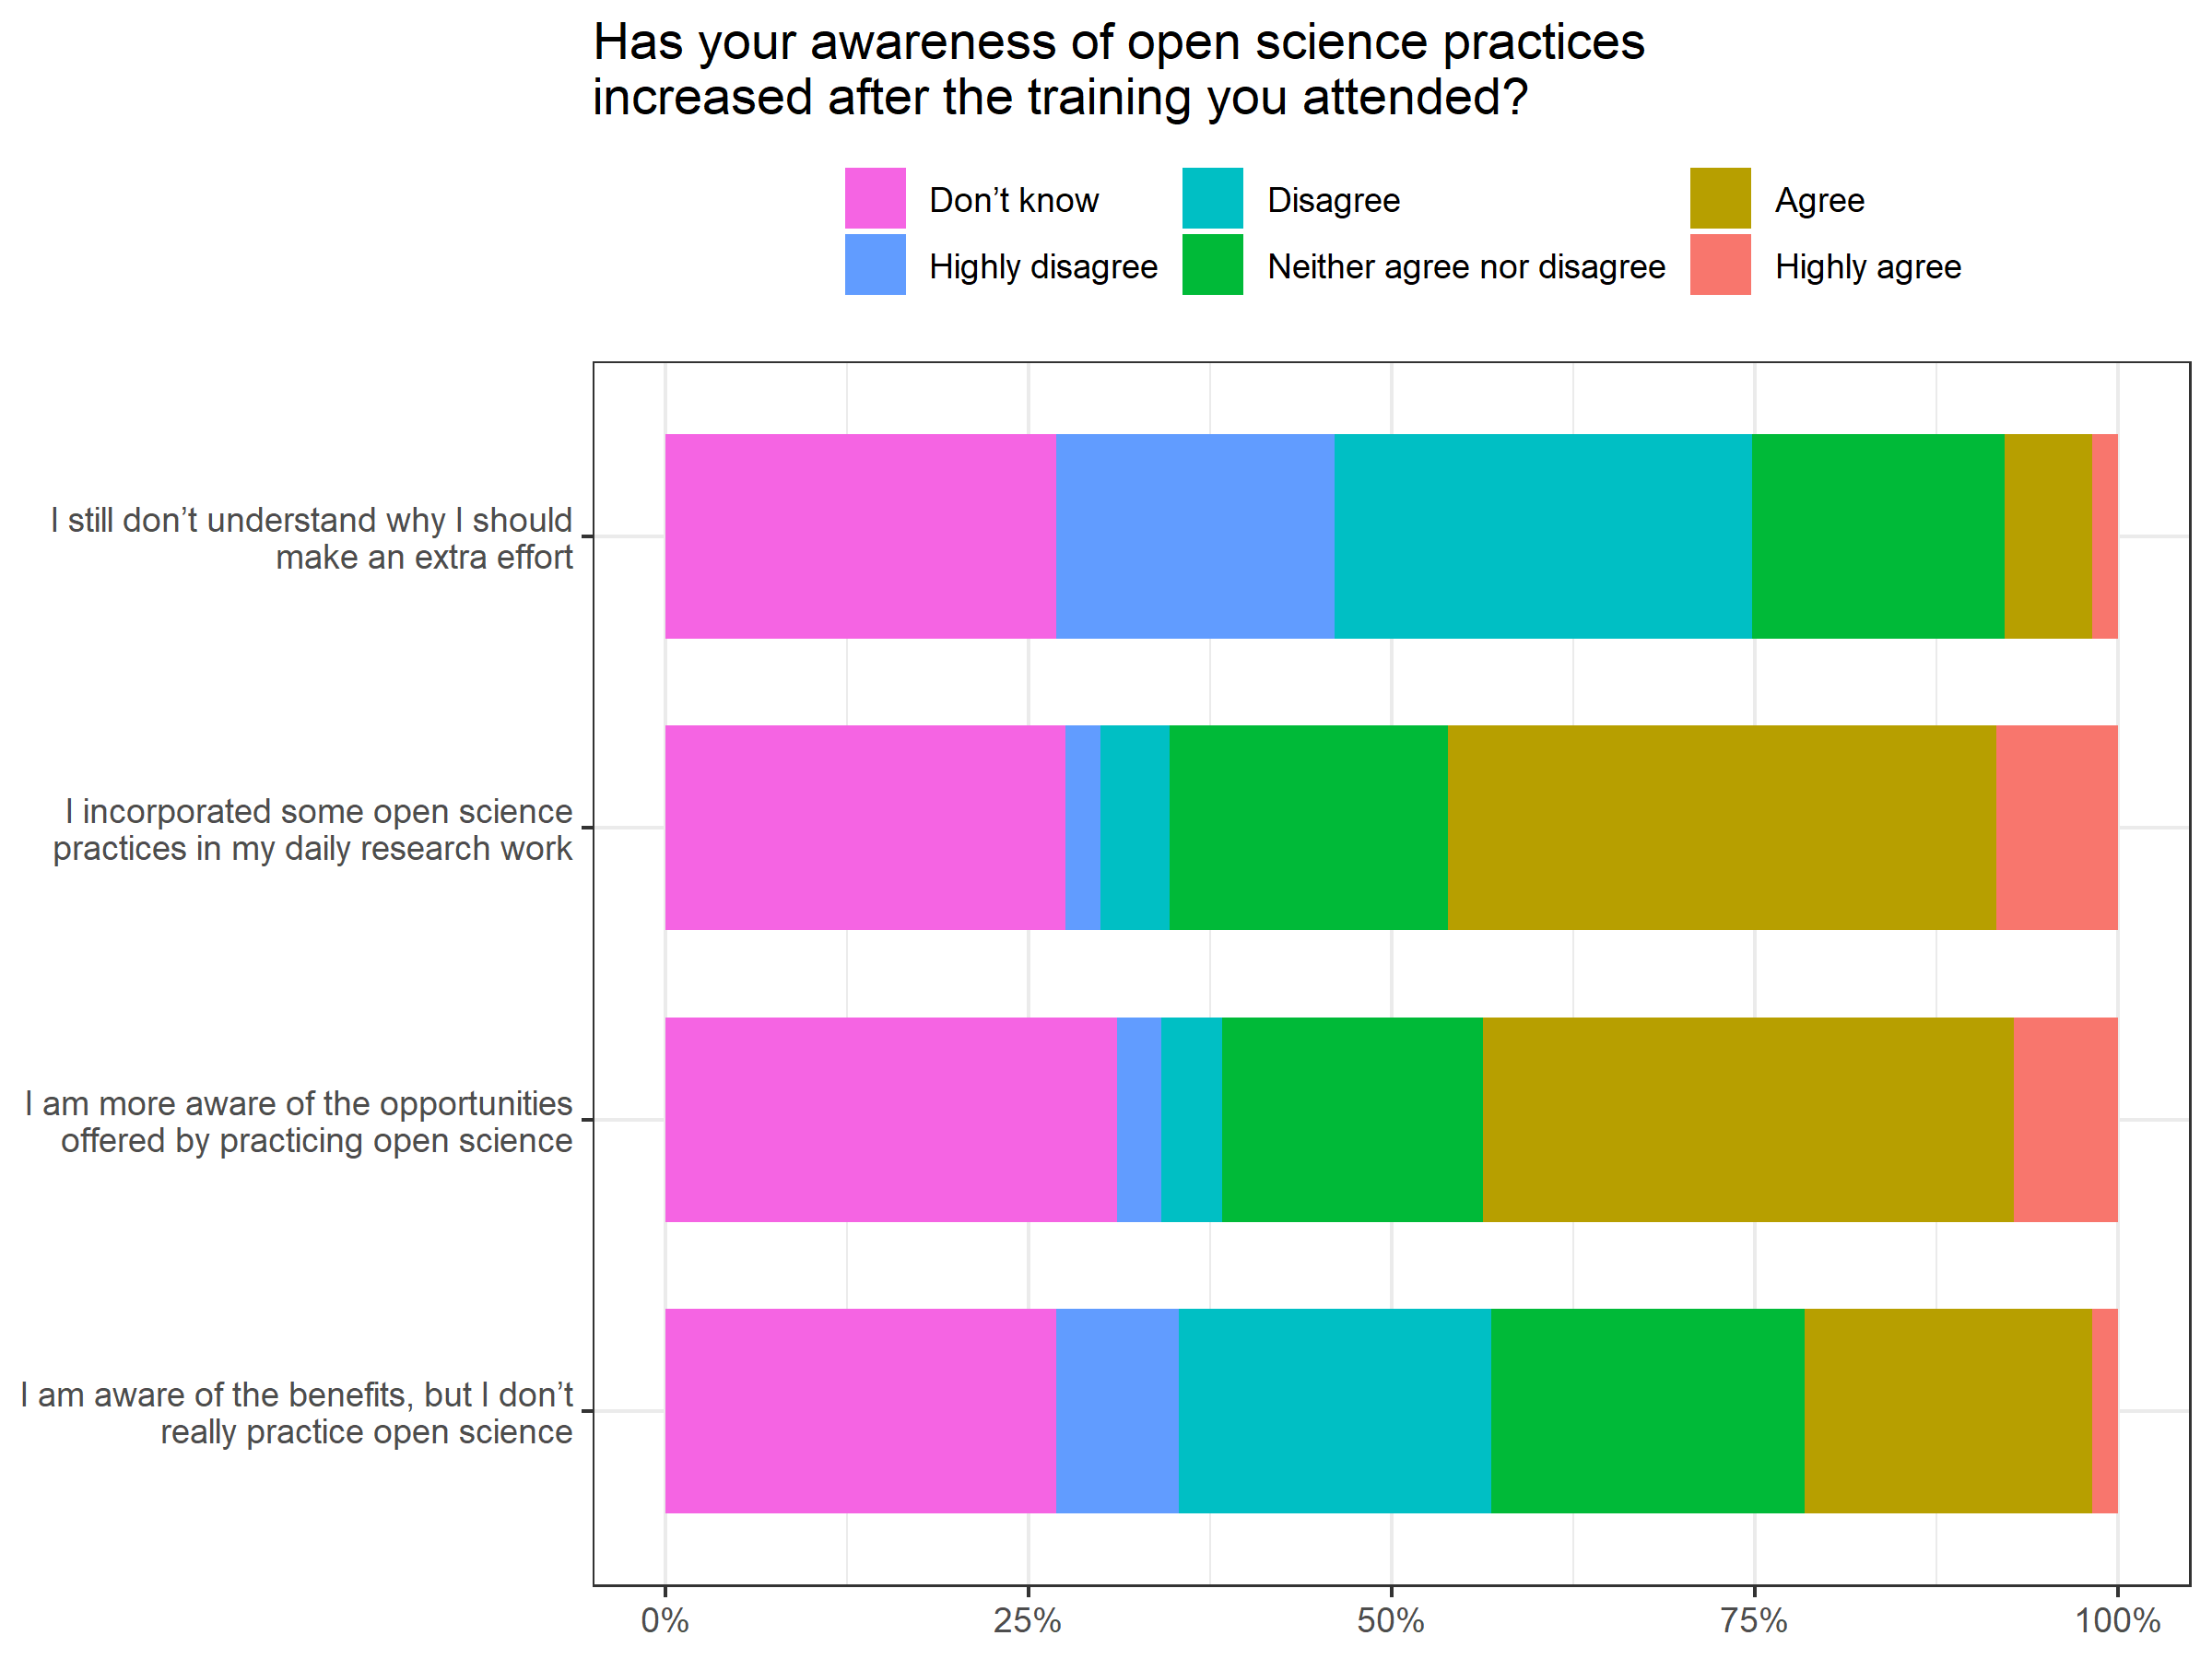 Has your awareness of open science practices
increased after the training you attended?
Don’t know
Disagree
Agree
Highly disagree
Neither agree nor disagree
Highly agree
I still don’t understand why I should
make an extra effort
I incorporated some open science
practices in my daily research work
I am more aware of the opportunities
offered by practicing open science
I am aware of the benefits, but I don’t
really practice open science
0%
25%
50%
75%
100%